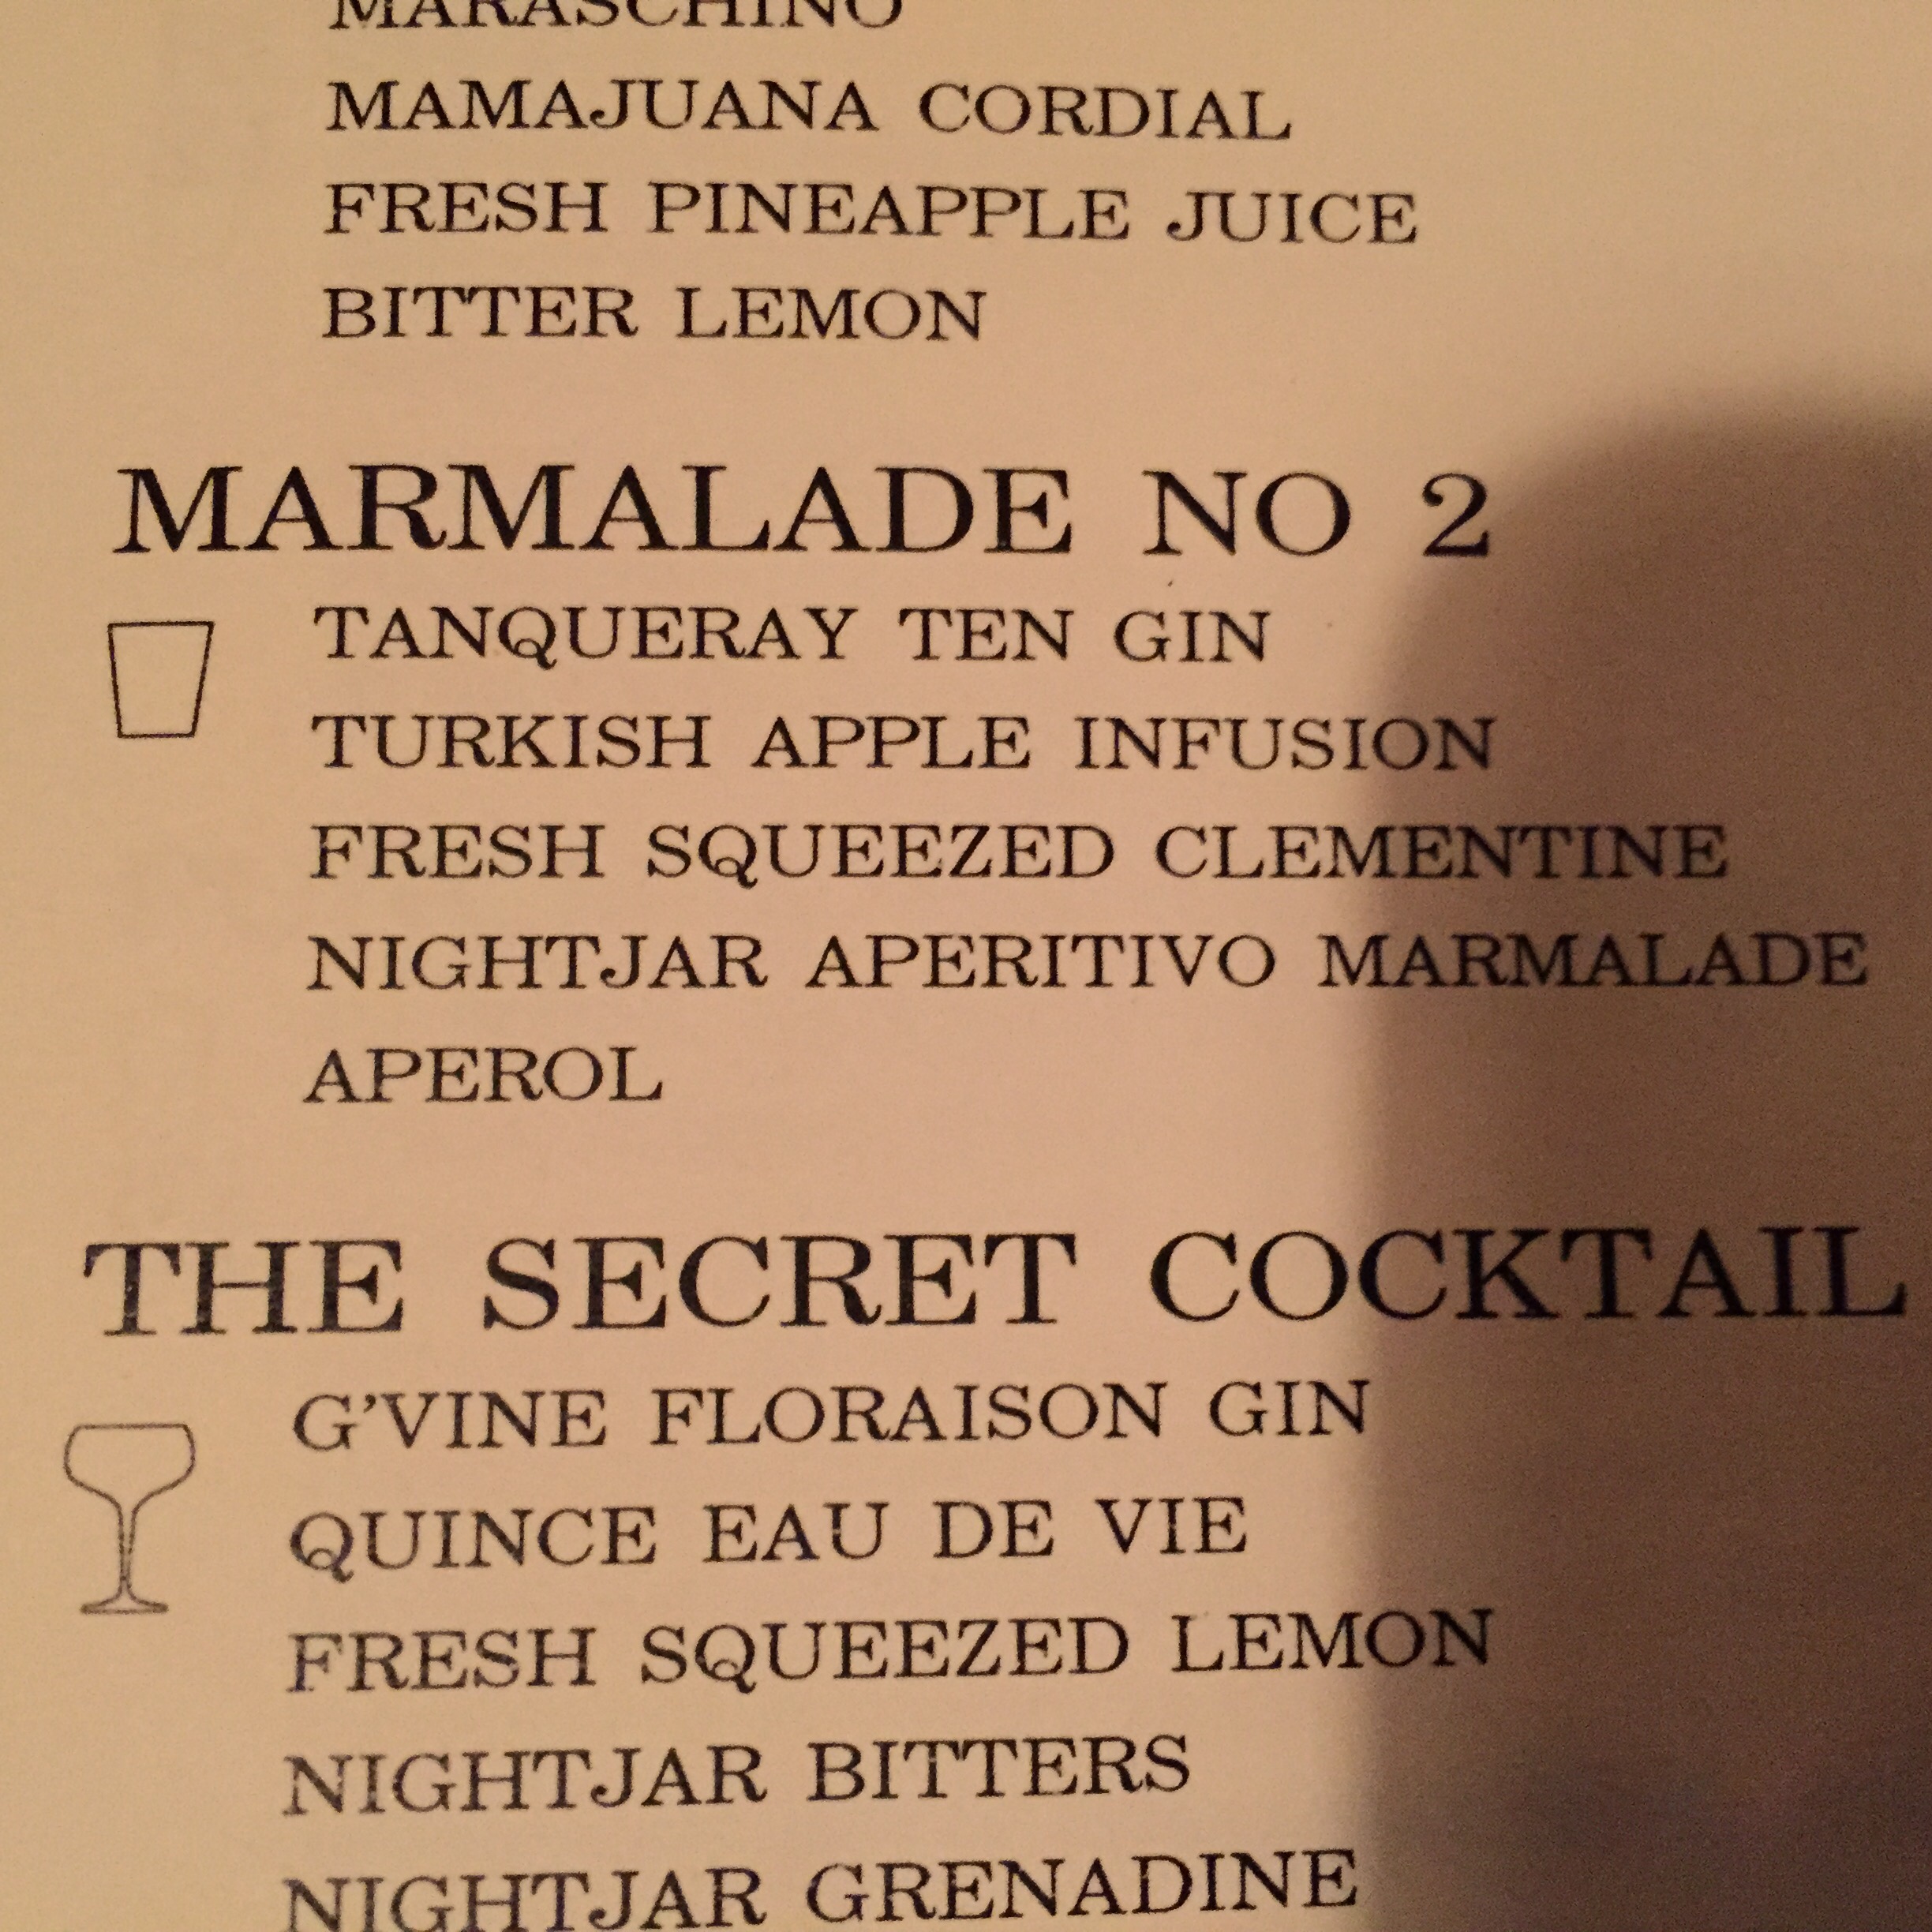 MARASCHINO
MAMAJUANA CORDIAL
FRESH PINEAPPLE JUICE
BITTER LEMON
MARMALADE NO 2
TANQUERAY TEN GIN
TURKISH APPLE INFUSION
FRESH SQUEEZED CLEMENTINE
NIGHTJAR APERITIVO MARMALADE
APEROL
THE SECRET COCKTAIL
G'VINE FLORAISON GIN
QUINCE EAU DE VIE
FRESH SQUEEZED LEMON
NIGHTJAR BITTERS
NIGHTJAR GRENADINE